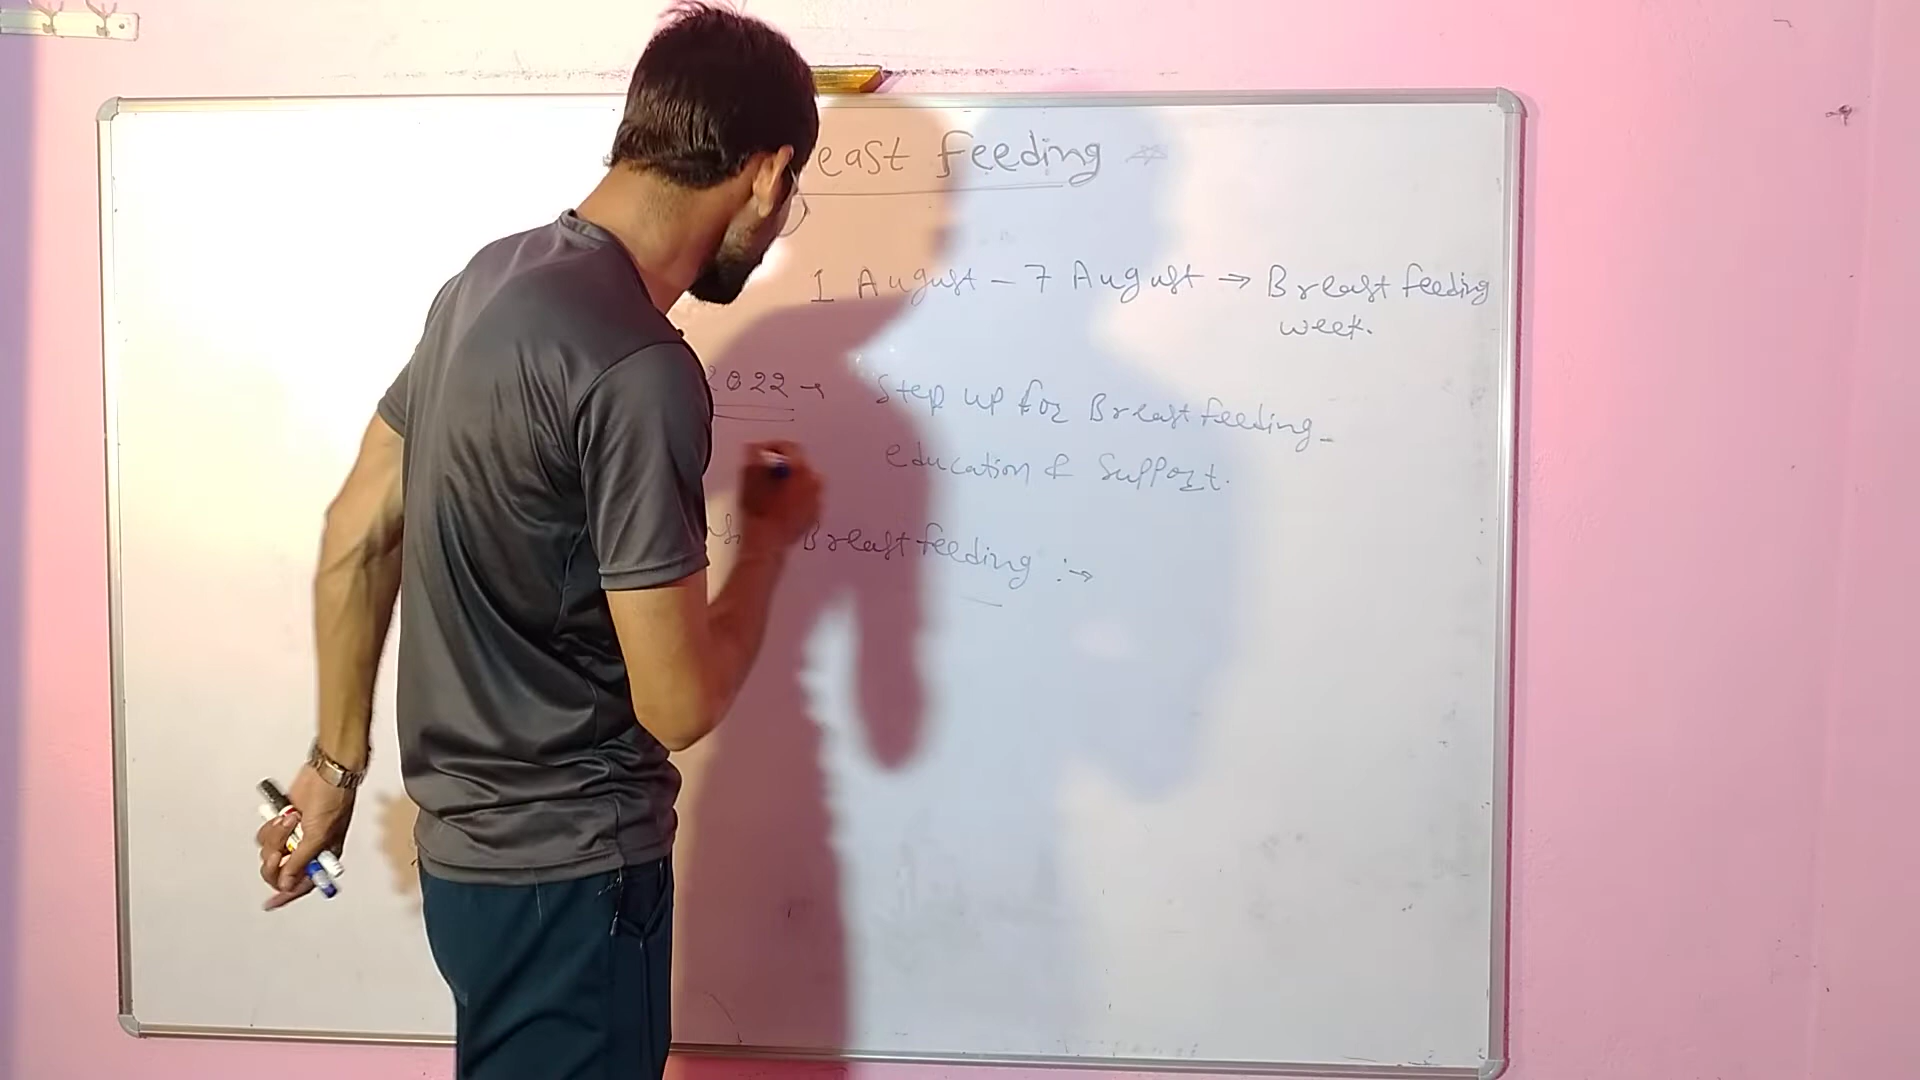 east feeding
1 August - 7 August → Breast feeding
week.
2022 → Step up for Breast feeding -
education & Support.
Breast feeding :→